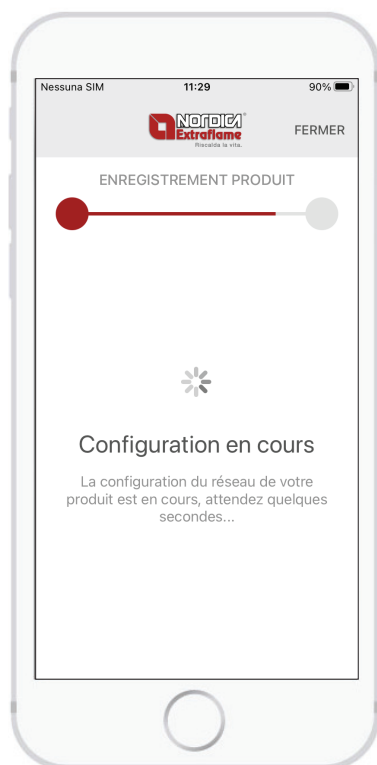 Nessuna SIM 11:29 90%
NORDICA®
Extraflame
Riscalda la vita.
FERMER
ENREGISTREMENT PRODUIT
Configuration en cours
La configuration du réseau de votre
produit est en cours, attendez quelques
secondes...